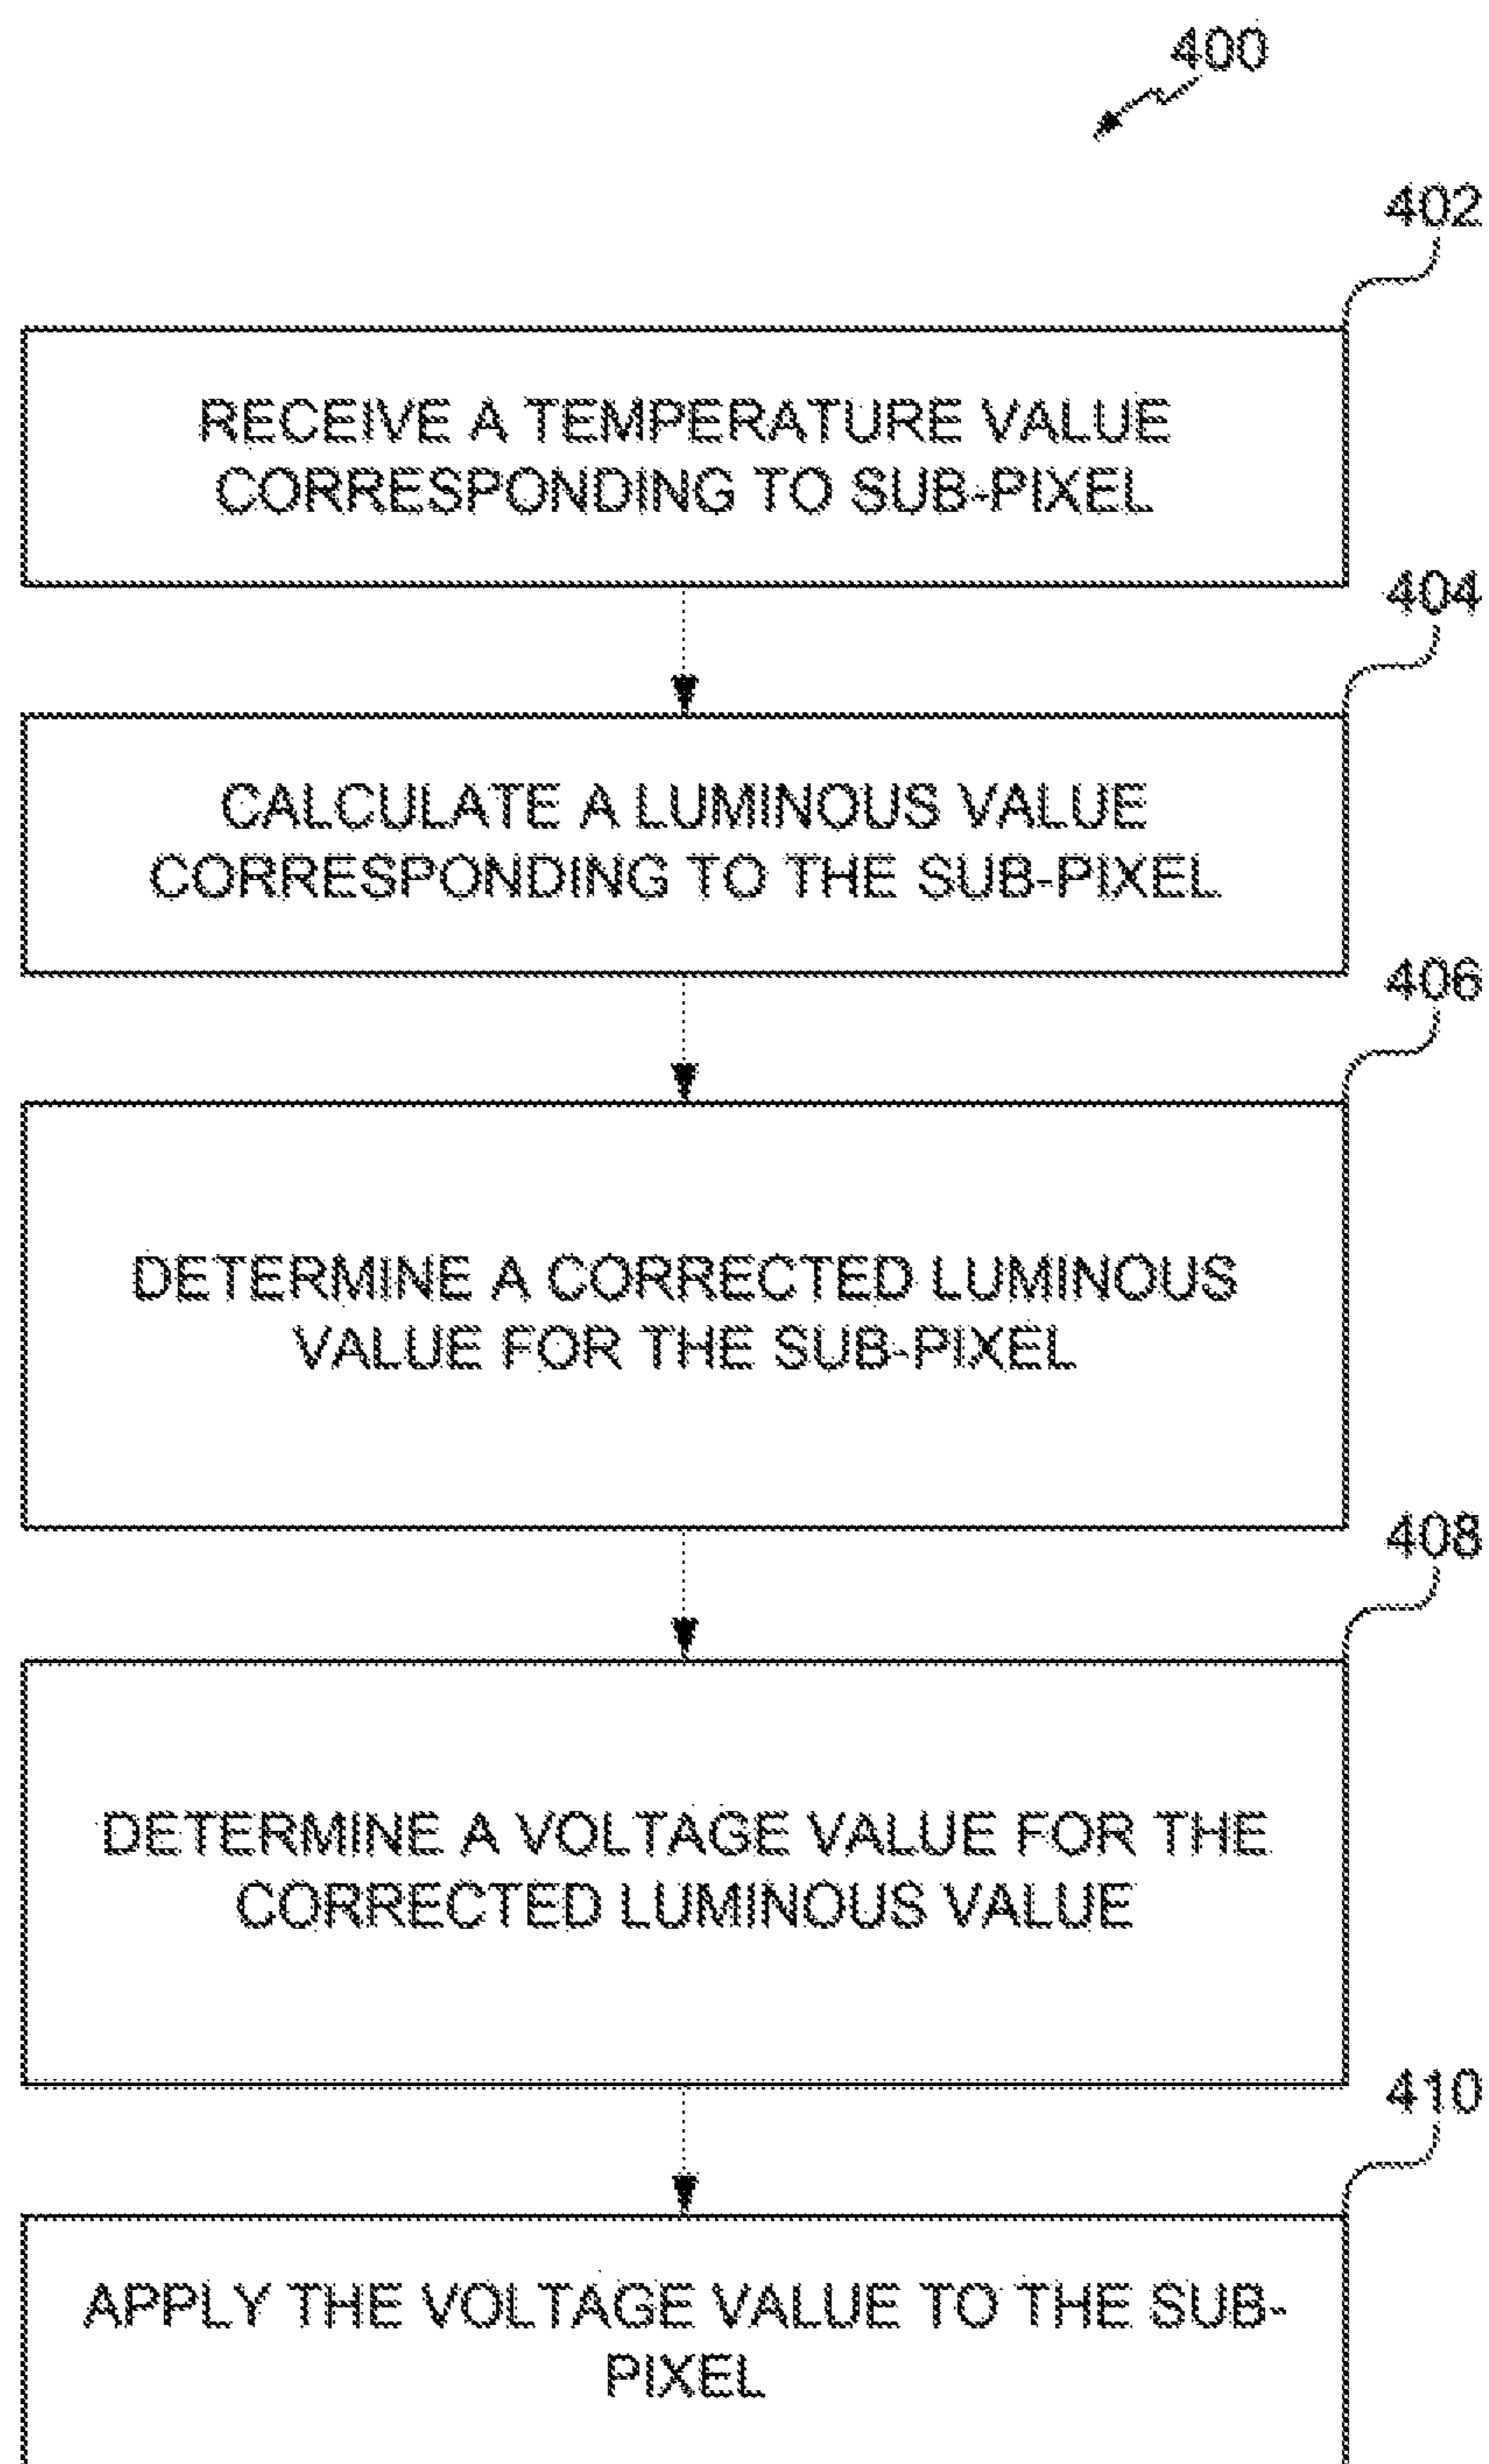 400
402
RECEIVE A TEMPERATURE VALUE
CORRESPONDING TO SUB-PIXEL
404
CALCULATE A LUMINOUS VALUE
CORRESPONDING TO THE SUB-PIXEL
406
DETERMINE A CORRECTED LUMINOUS
VALUE FOR THE SUB-PIXEL
408
DETERMINE A VOLTAGE VALUE FOR THE
CORRECTED LUMINOUS VALUE
410
APPLY THE VOLTAGE VALUE TO THE SUB-
PIXEL